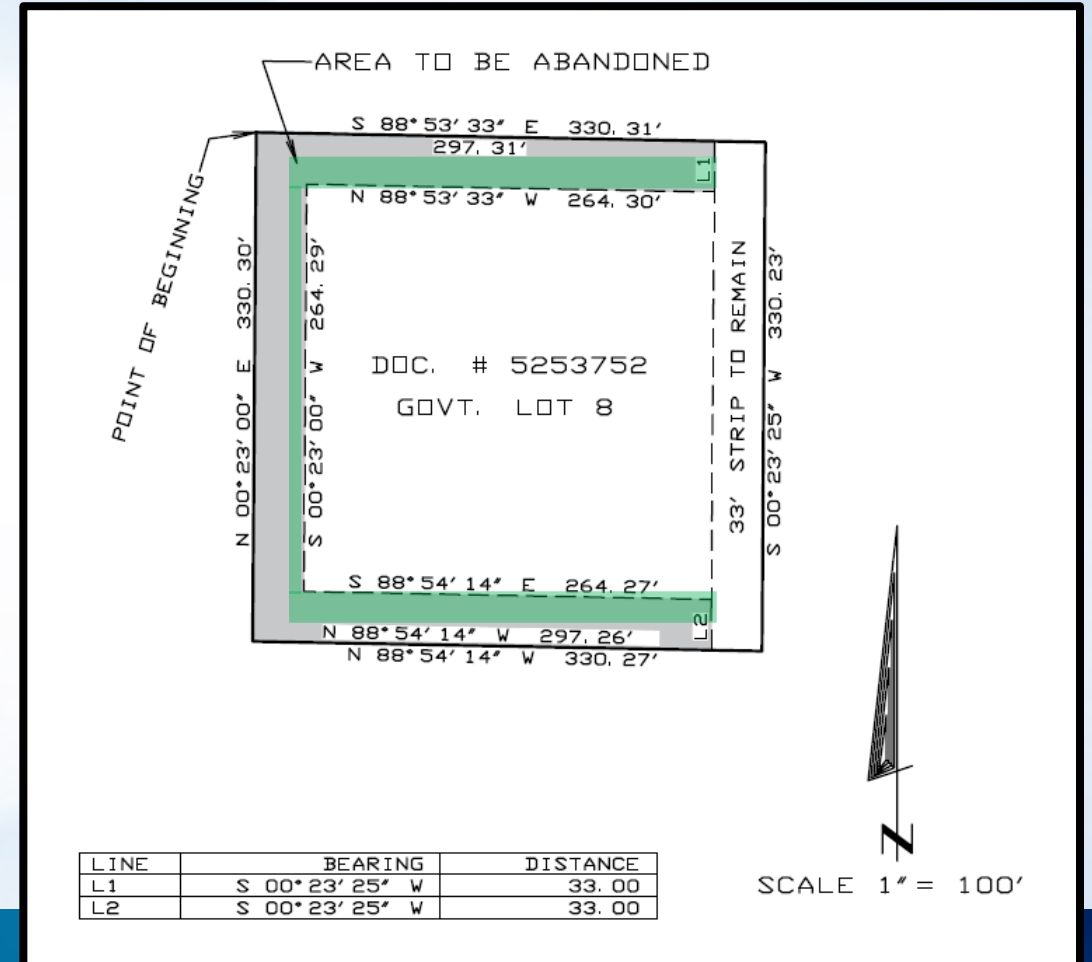 AREA TO BE ABANDONED
S 88°53'33" E 330.31'
297.31'
L1
N 88°53'33" W 264.30'
POINT OF BEGINNING
N 00°23'00" E 330.30'
S 00°23'00" W 264.29'
DOC. # 5253752
GOVT. LOT 8
33' STRIP TO REMAIN
S 00°23'25" W 330.23'
S 88°54'14" E 264.27'
L2
N 88°54'14" W 297.26'
N 88°54'14" W 330.27'
N
SCALE 1"= 100'
LINE BEARING DISTANCE
L1 S 00°23'25" W 33.00
L2 S 00°23'25" W 33.00